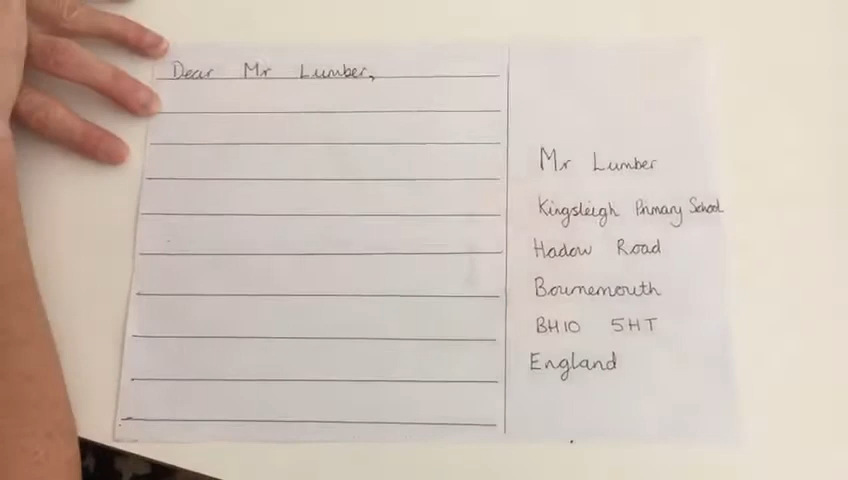 Dear Mr Lumber,
Mr Lumber
Kingsleigh Primary School
Hadow Road
Bournemouth
BH10 5HT
England